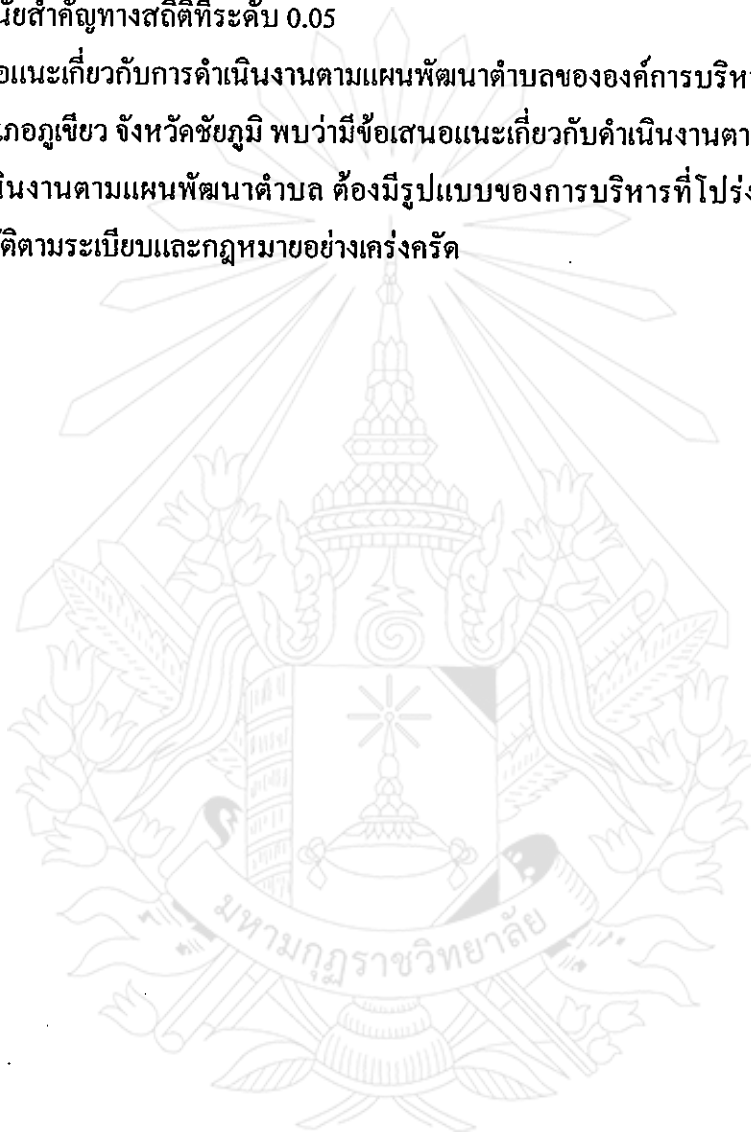 นัยสำคัญทางสถิติที่ระดับ 0.05
อแนะเกี่ยวกับการดำเนินงานตามแผนพัฒนาตำบลขององค์การบริหา
เภอภูเขียว จังหวัดชัยภูมิ พบว่ามีข้อเสนอแนะเกี่ยวกับดำเนินงานตา
นินงานตามแผนพัฒนาตำบล ต้องมีรูปแบบของการบริหารที่โปร่ง
ัติตามระเบียบและกฎหมายอย่างเคร่งครัด
มหามกุฏราชวิทยาลัย